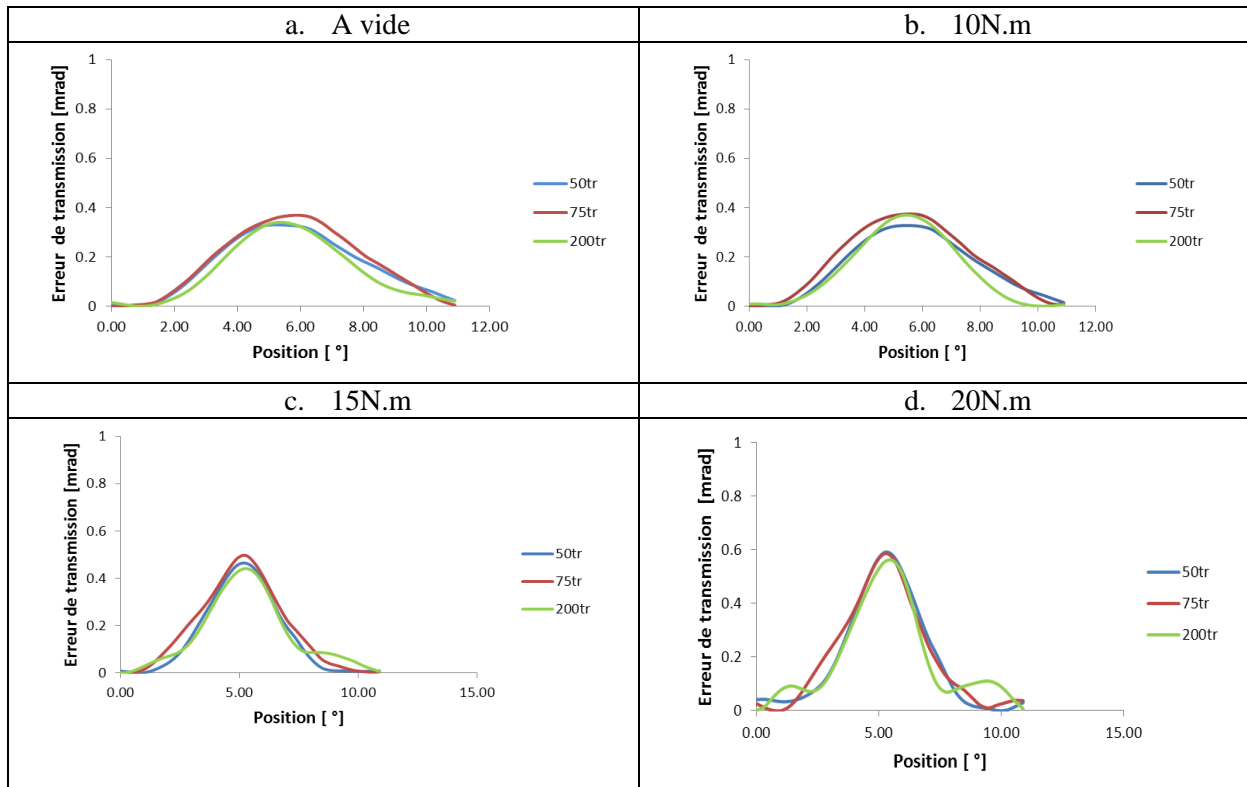 a. A vide
b. 10N.m
Erreur de transmission [mrad]
1
0.8
0.6
0.4
0.2
0
0.00 2.00 4.00 6.00 8.00 10.00 12.00
Position [ °]
50tr
75tr
200tr
Erreur de transmission [mrad]
1
0.8
0.6
0.4
0.2
0
0.00 2.00 4.00 6.00 8.00 10.00 12.00
Position [ °]
50tr
75tr
200tr
c. 15N.m
d. 20N.m
Erreur de transmission [mrad]
1
0.8
0.6
0.4
0.2
0
0.00 5.00 10.00 15.00
Position [ °]
50tr
75tr
200tr
Erreur de transmission [mrad]
1
0.8
0.6
0.4
0.2
0
0.00 5.00 10.00 15.00
Position [ °]
50tr
75tr
200tr